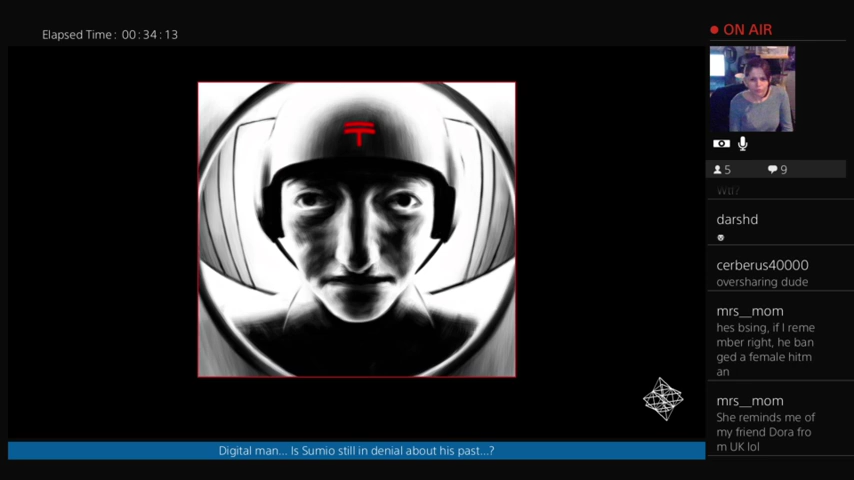 Elapsed Time: 00:34:13
ON AIR
5
9
darshd
cerberus40000
oversharing dude
mrs__mom
hes bsing, if I reme
mber right, he ban
ged a female hitm
an
mrs__mom
She reminds me of
my friend Dora fro
m UK lol
Digital man... Is Sumio still in denial about his past...?